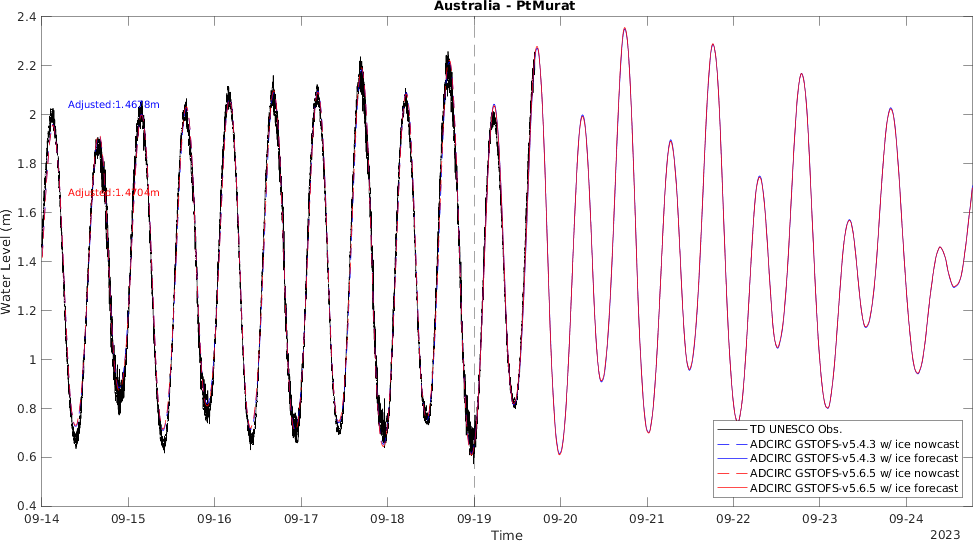 Australia - PtMurat
2.4
2.2
2
1.8
1.6
1.4
1.2
1
0.8
0.6
0.4
Water Level (m)
Adjusted:1.4678m
Adjusted:1.4704m
TD UNESCO Obs.
ADCIRC GSTOFS-v5.4.3 w/ ice nowcast
ADCIRC GSTOFS-v5.4.3 w/ ice forecast
ADCIRC GSTOFS-v5.6.5 w/ ice nowcast
ADCIRC GSTOFS-v5.6.5 w/ ice forecast
09-14 09-15 09-16 09-17 09-18 09-19 09-20 09-21 09-22 09-23 09-24
Time
2023